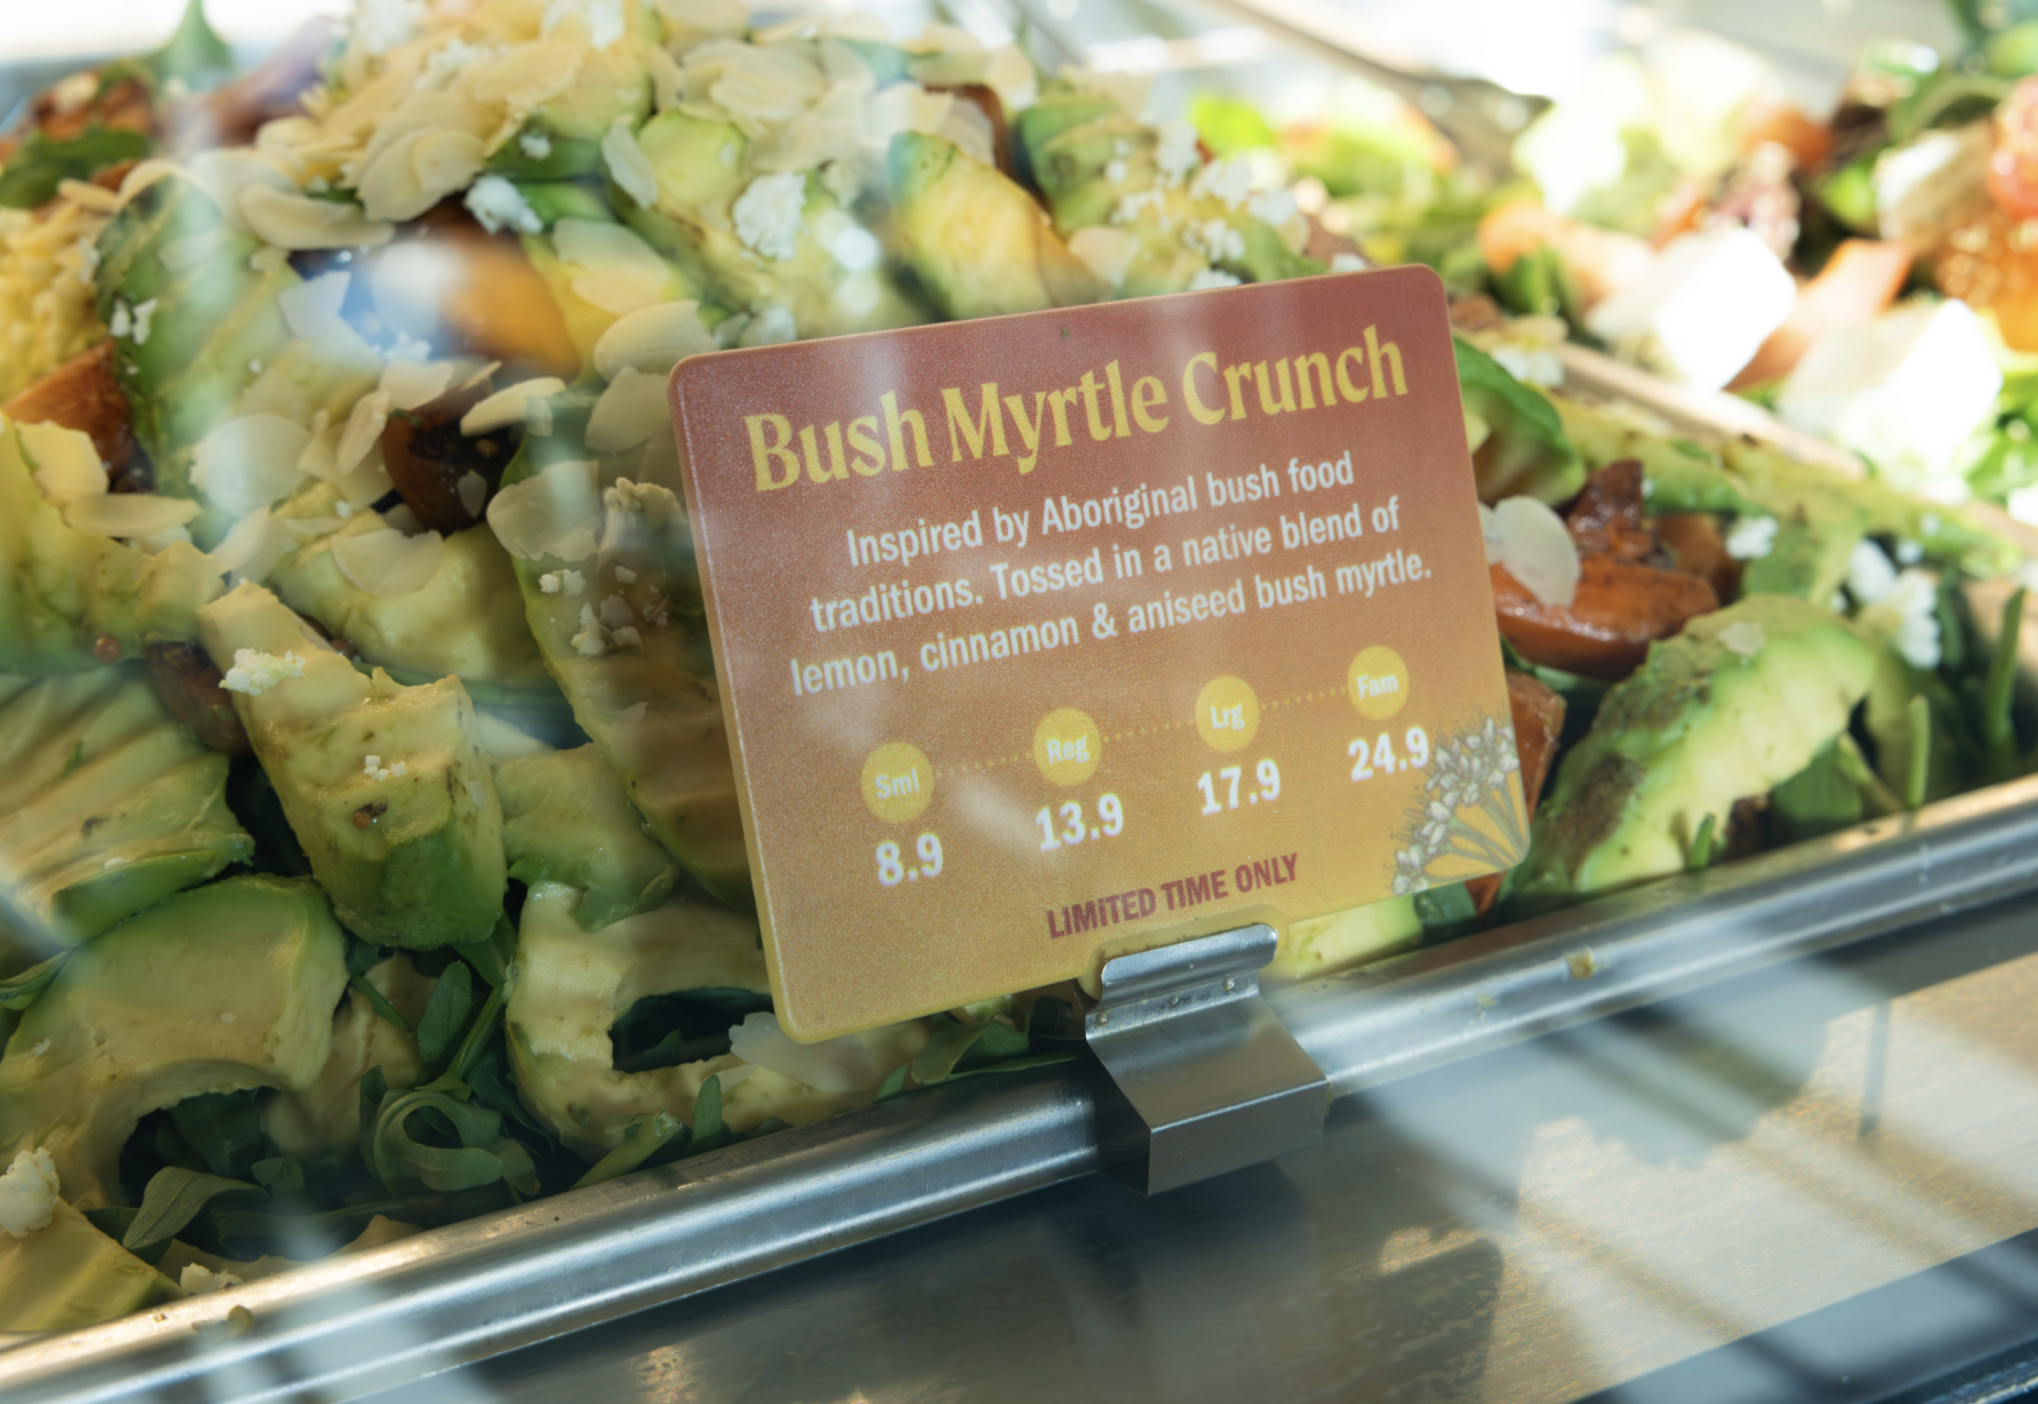 Bush Myrtle Crunch
Inspired by Aboriginal bush food
traditions. Tossed in a native blend of
lemon, cinnamon & aniseed bush myrtle.
Sml Reg Lrg Fam
8.9 13.9 17.9 24.9
LIMITED TIME ONLY